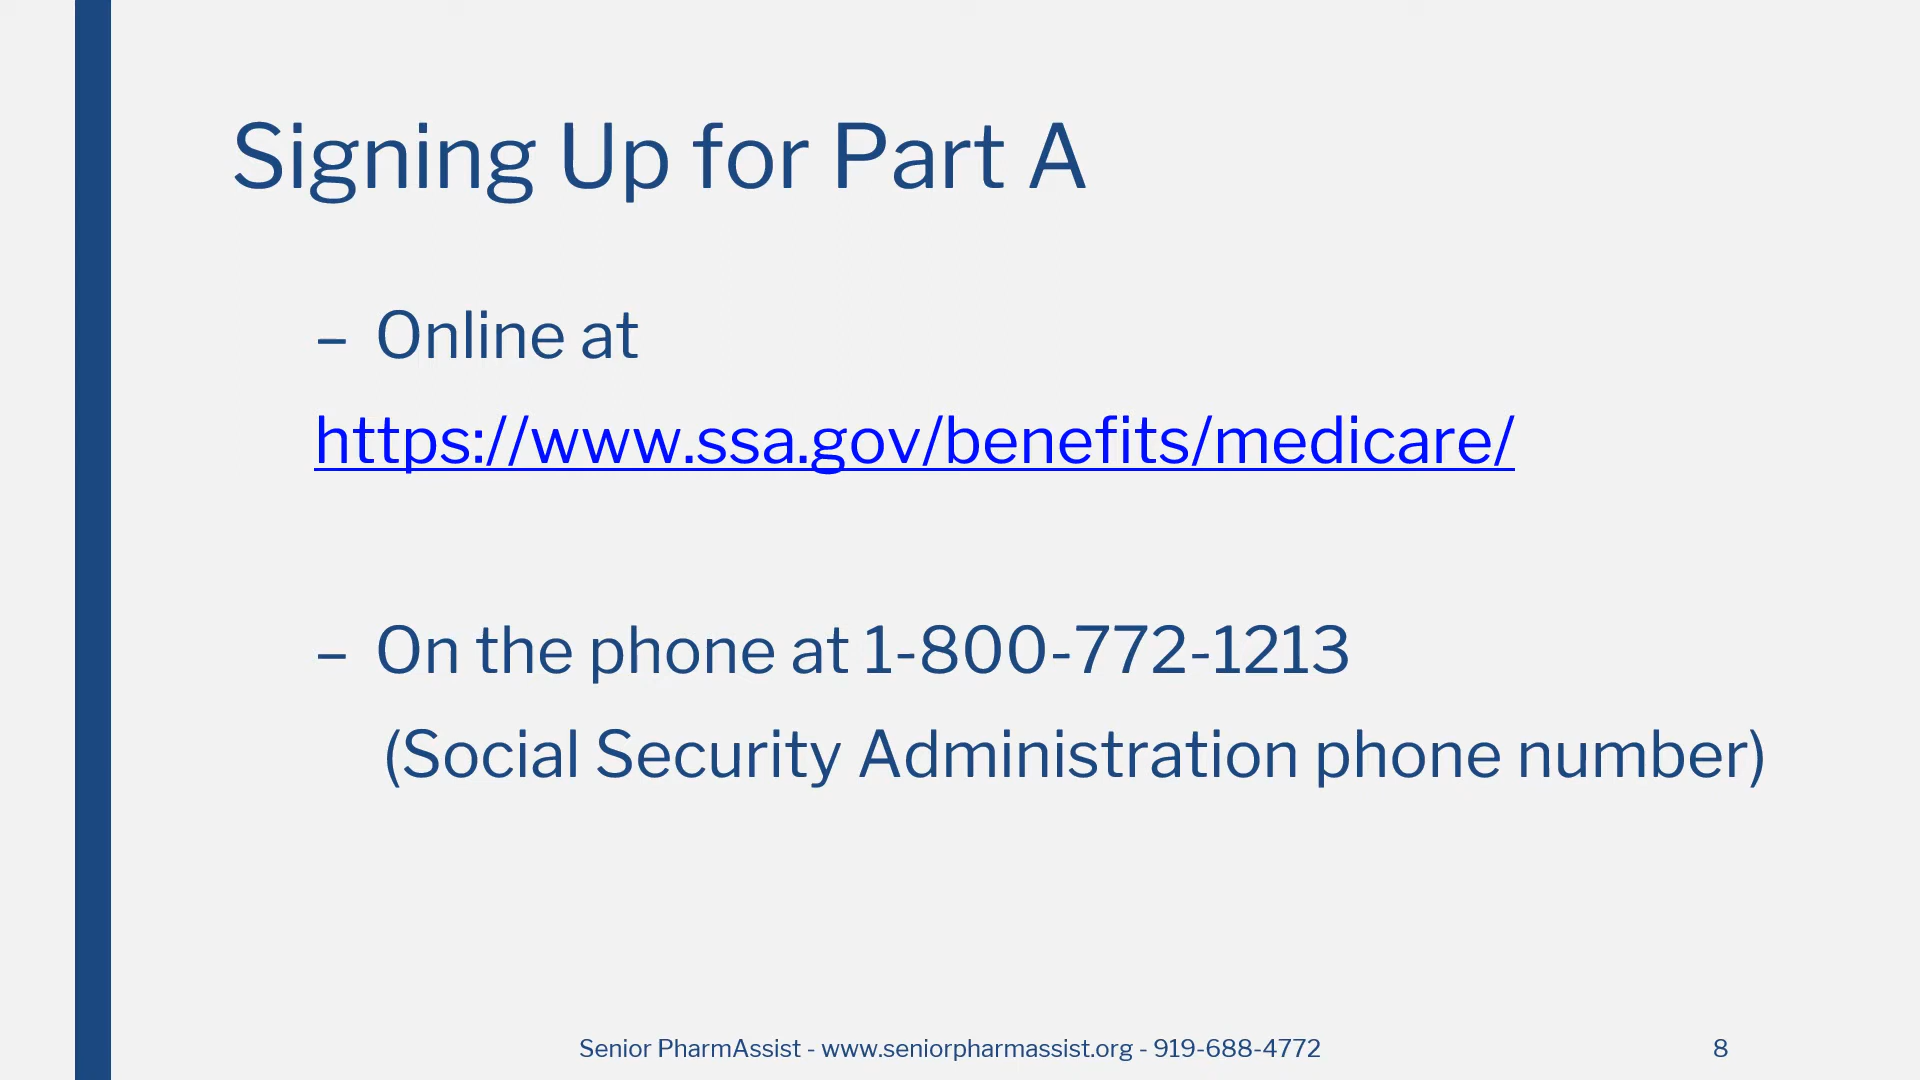 Signing Up for Part A
– Online at
https://www.ssa.gov/benefits/medicare/
– On the phone at 1-800-772-1213
(Social Security Administration phone number)
Senior PharmAssist - www.seniorpharmassist.org - 919-688-4772
8